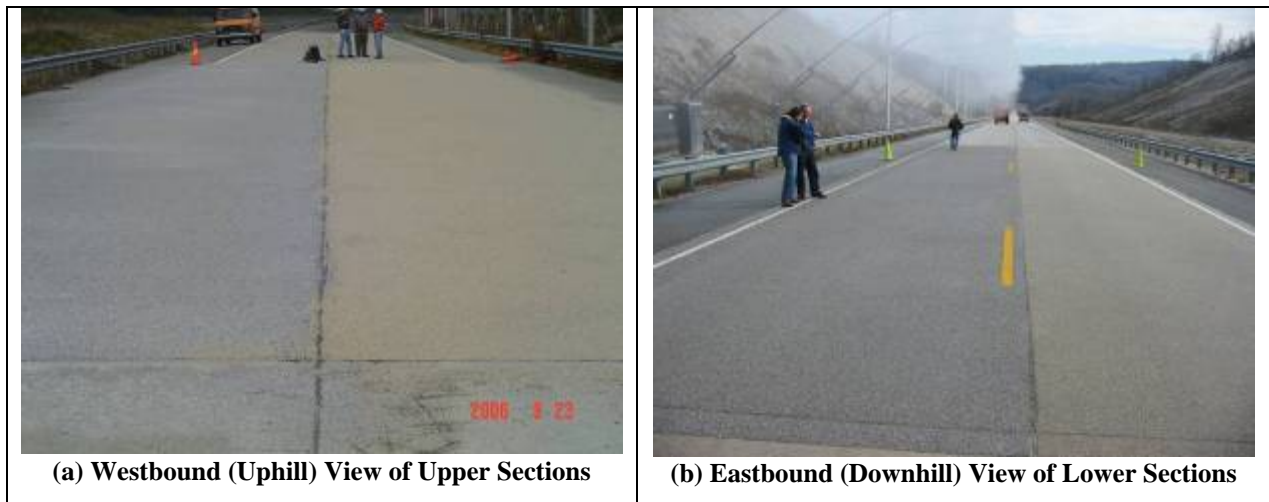 2006 9 23
(a) Westbound (Uphill) View of Upper Sections
(b) Eastbound (Downhill) View of Lower Sections